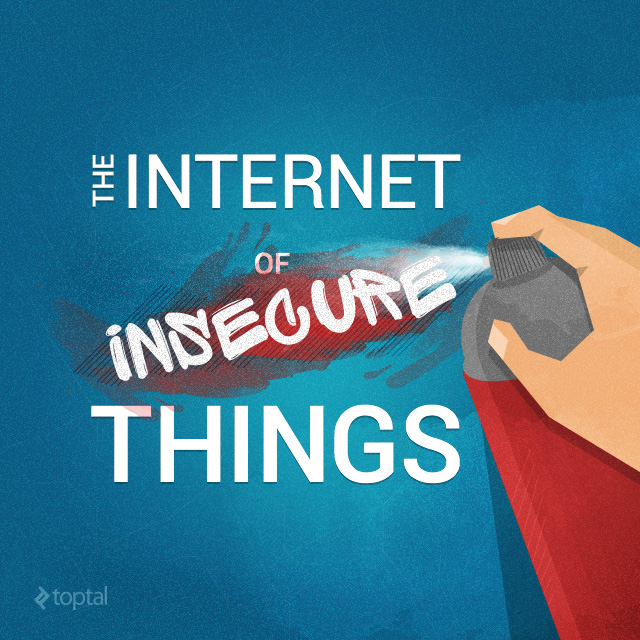 THE INTERNET
OF
INSECURE
THINGS
toptal